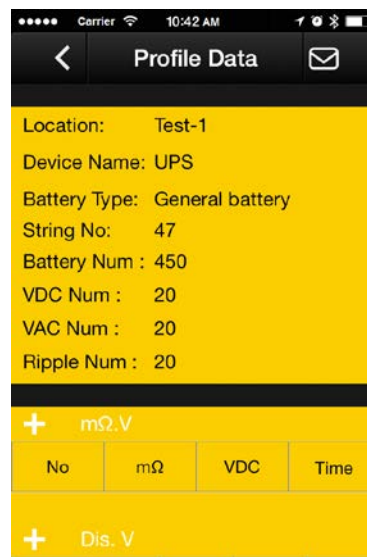 Carrier 10:42 AM
Profile Data
Location: Test-1
Device Name: UPS
Battery Type: General battery
String No: 47
Battery Num : 450
VDC Num : 20
VAC Num : 20
Ripple Num : 20
mΩ.V
No mΩ VDC Time
Dis. V